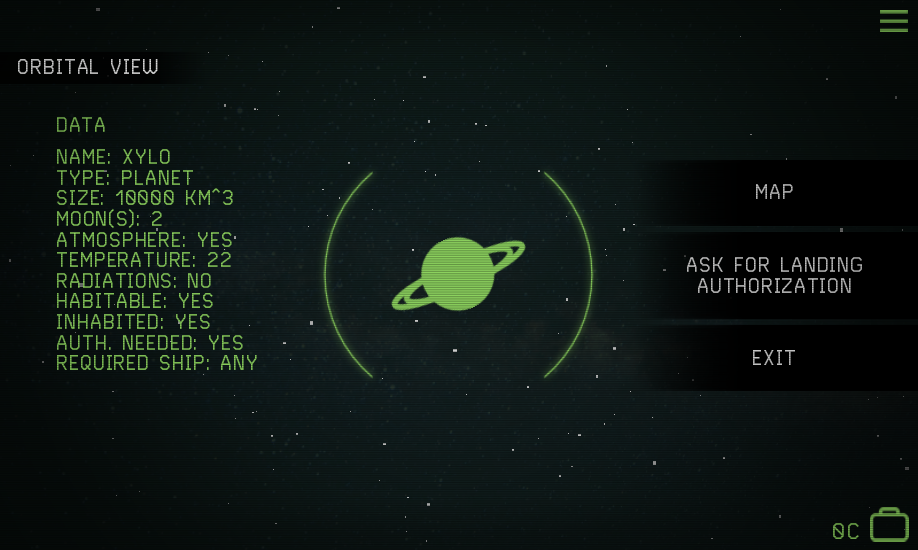 ORBITAL VIEW
DATA
NAME: XYLO
TYPE: PLANET
SIZE: 10000 KM^3
MOON(S): 2
ATMOSPHERE: YES
TEMPERATURE: 22
RADIATIONS: NO
HABITABLE: YES
INHABITED: YES
AUTH. NEEDED: YES
REQUIRED SHIP: ANY
MAP
ASK FOR LANDING
AUTHORIZATION
EXIT
0C